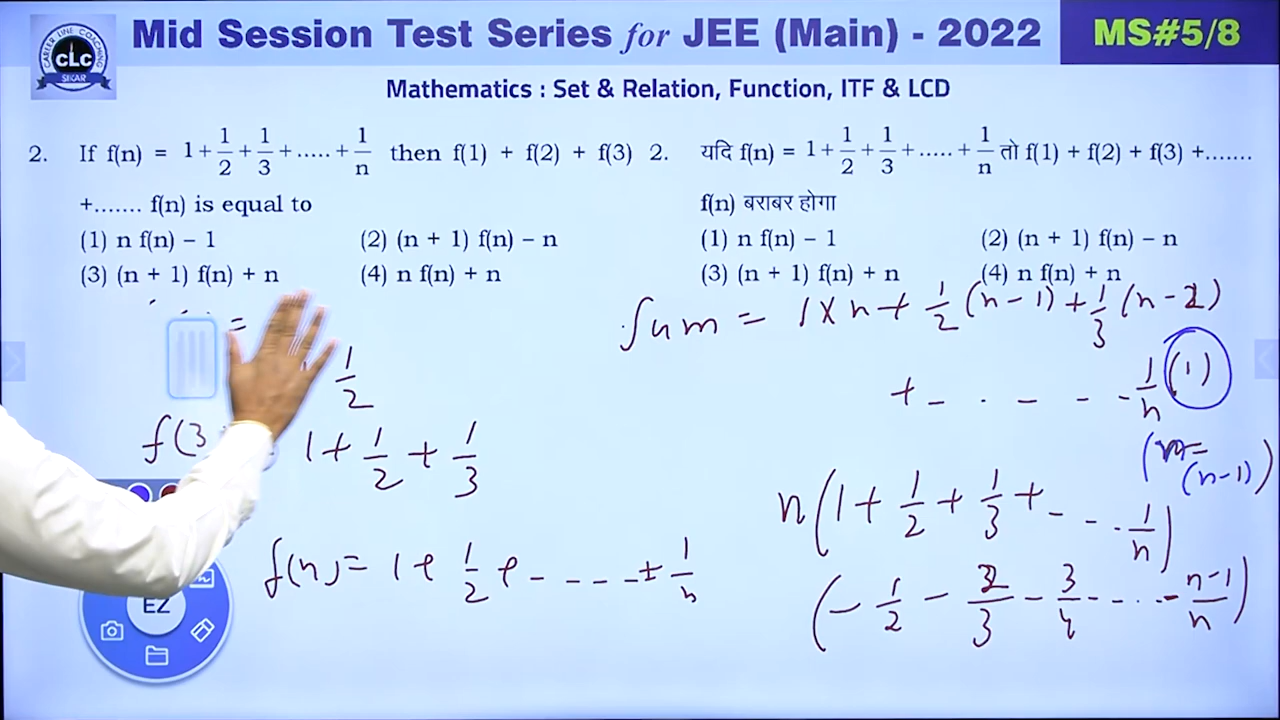 Mid Session Test Series for JEE (Main) - 2022
MS#5/8
CAREER LINE COACHING
CLC
SIKAR
Mathematics : Set & Relation, Function, ITF & LCD
2. If f(n) = 1 + 1/2 + 1/3 + ..... + 1/n then f(1) + f(2) + f(3)
+....... f(n) is equal to
(1) n f(n) – 1 (2) (n + 1) f(n) – n
(3) (n + 1) f(n) + n (4) n f(n) + n
2. यदि f(n) = 1 + 1/2 + 1/3 + ..... + 1/n तो f(1) + f(2) + f(3) +.......
f(n) बराबर होगा
(1) n f(n) – 1 (2) (n + 1) f(n) – n
(3) (n + 1) f(n) + n (4) n f(n) + n
=
1/2
f(3 1 + 1/2 + 1/3
f(n) = 1 + 1/2 + - - - - + 1/n
EZ
Sum = 1 × n + 1/2 (n - 1) + 1/3 (n - 2)
+ - - - - - 1/n (1)
(n-1))
n(1 + 1/2 + 1/3 + - - - 1/n)
(- 1/2 - 2/3 - 3/4 - - - - - n-1/n)